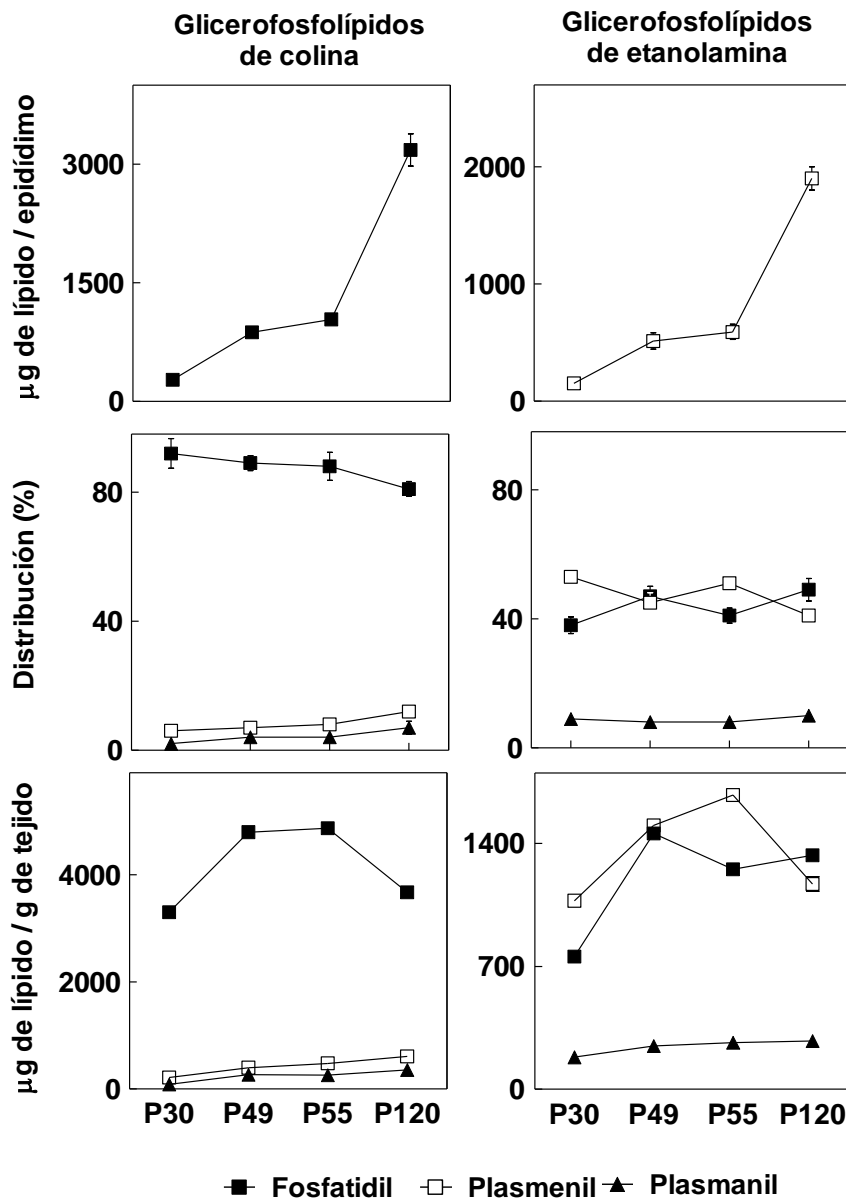 Glicerofosfolípidos
de colina
Glicerofosfolípidos
de etanolamina
µg de lípido / epidídimo
3000
1500
0
2000
1000
0
Distribución (%)
80
40
0
80
40
0
µg de lípido / g de tejido
4000
2000
0
1400
700
0
P30 P49 P55 P120
P30 P49 P55 P120
Fosfatidil Plasmenil Plasmanil